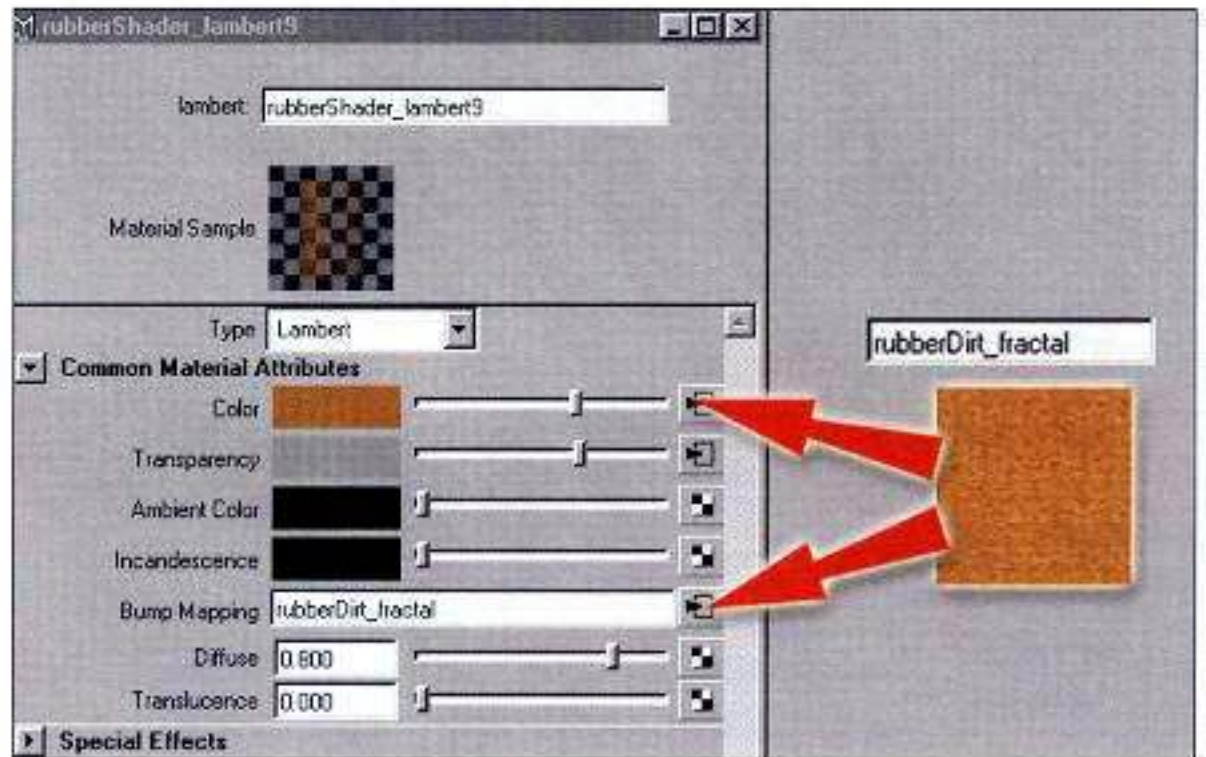 rubberShader_lambert9
lambert: rubberShader_lambert9
Material Sample
Type Lambert
Common Material Attributes
Color
Transparency
Ambient Color
Incandescence
Bump Mapping rubberDirt_fractal
Diffuse 0.800
Translucence 0.000
Special Effects
rubberDirt_fractal